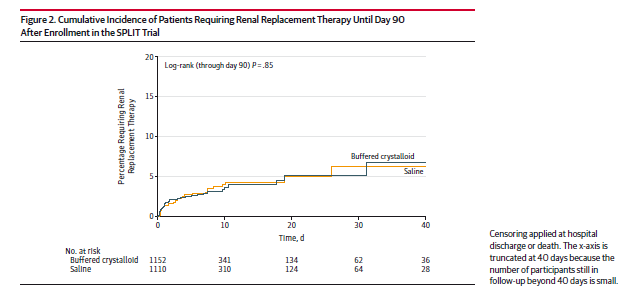 Figure 2. Cumulative Incidence of Patients Requiring Renal Replacement Therapy Until Day 90
After Enrollment in the SPLIT Trial
20
Log-rank (through day 90) P = .85
15
10
5
0
Percentage Requiring Renal
Replacement Therapy
Buffered crystalloid
Saline
0 10 20 30 40
Time, d
No. at risk
Buffered crystalloid 1152 341 134 62 36
Saline 1110 310 124 64 28
Censoring applied at hospital
discharge or death. The x-axis is
truncated at 40 days because the
number of participants still in
follow-up beyond 40 days is small.